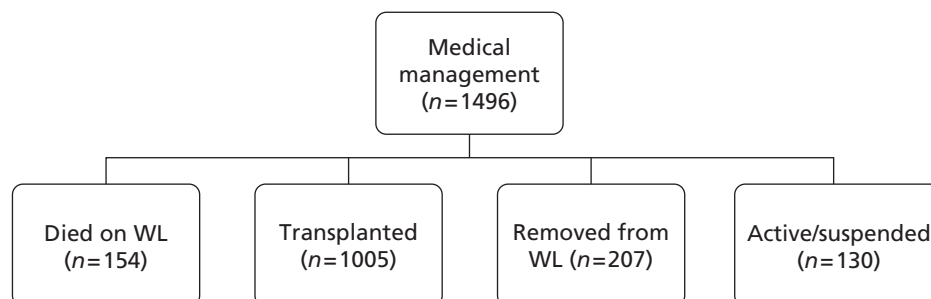 Medical
management
(n=1496)
Died on WL
(n=154)
Transplanted
(n=1005)
Removed from
WL (n=207)
Active/suspended
(n=130)